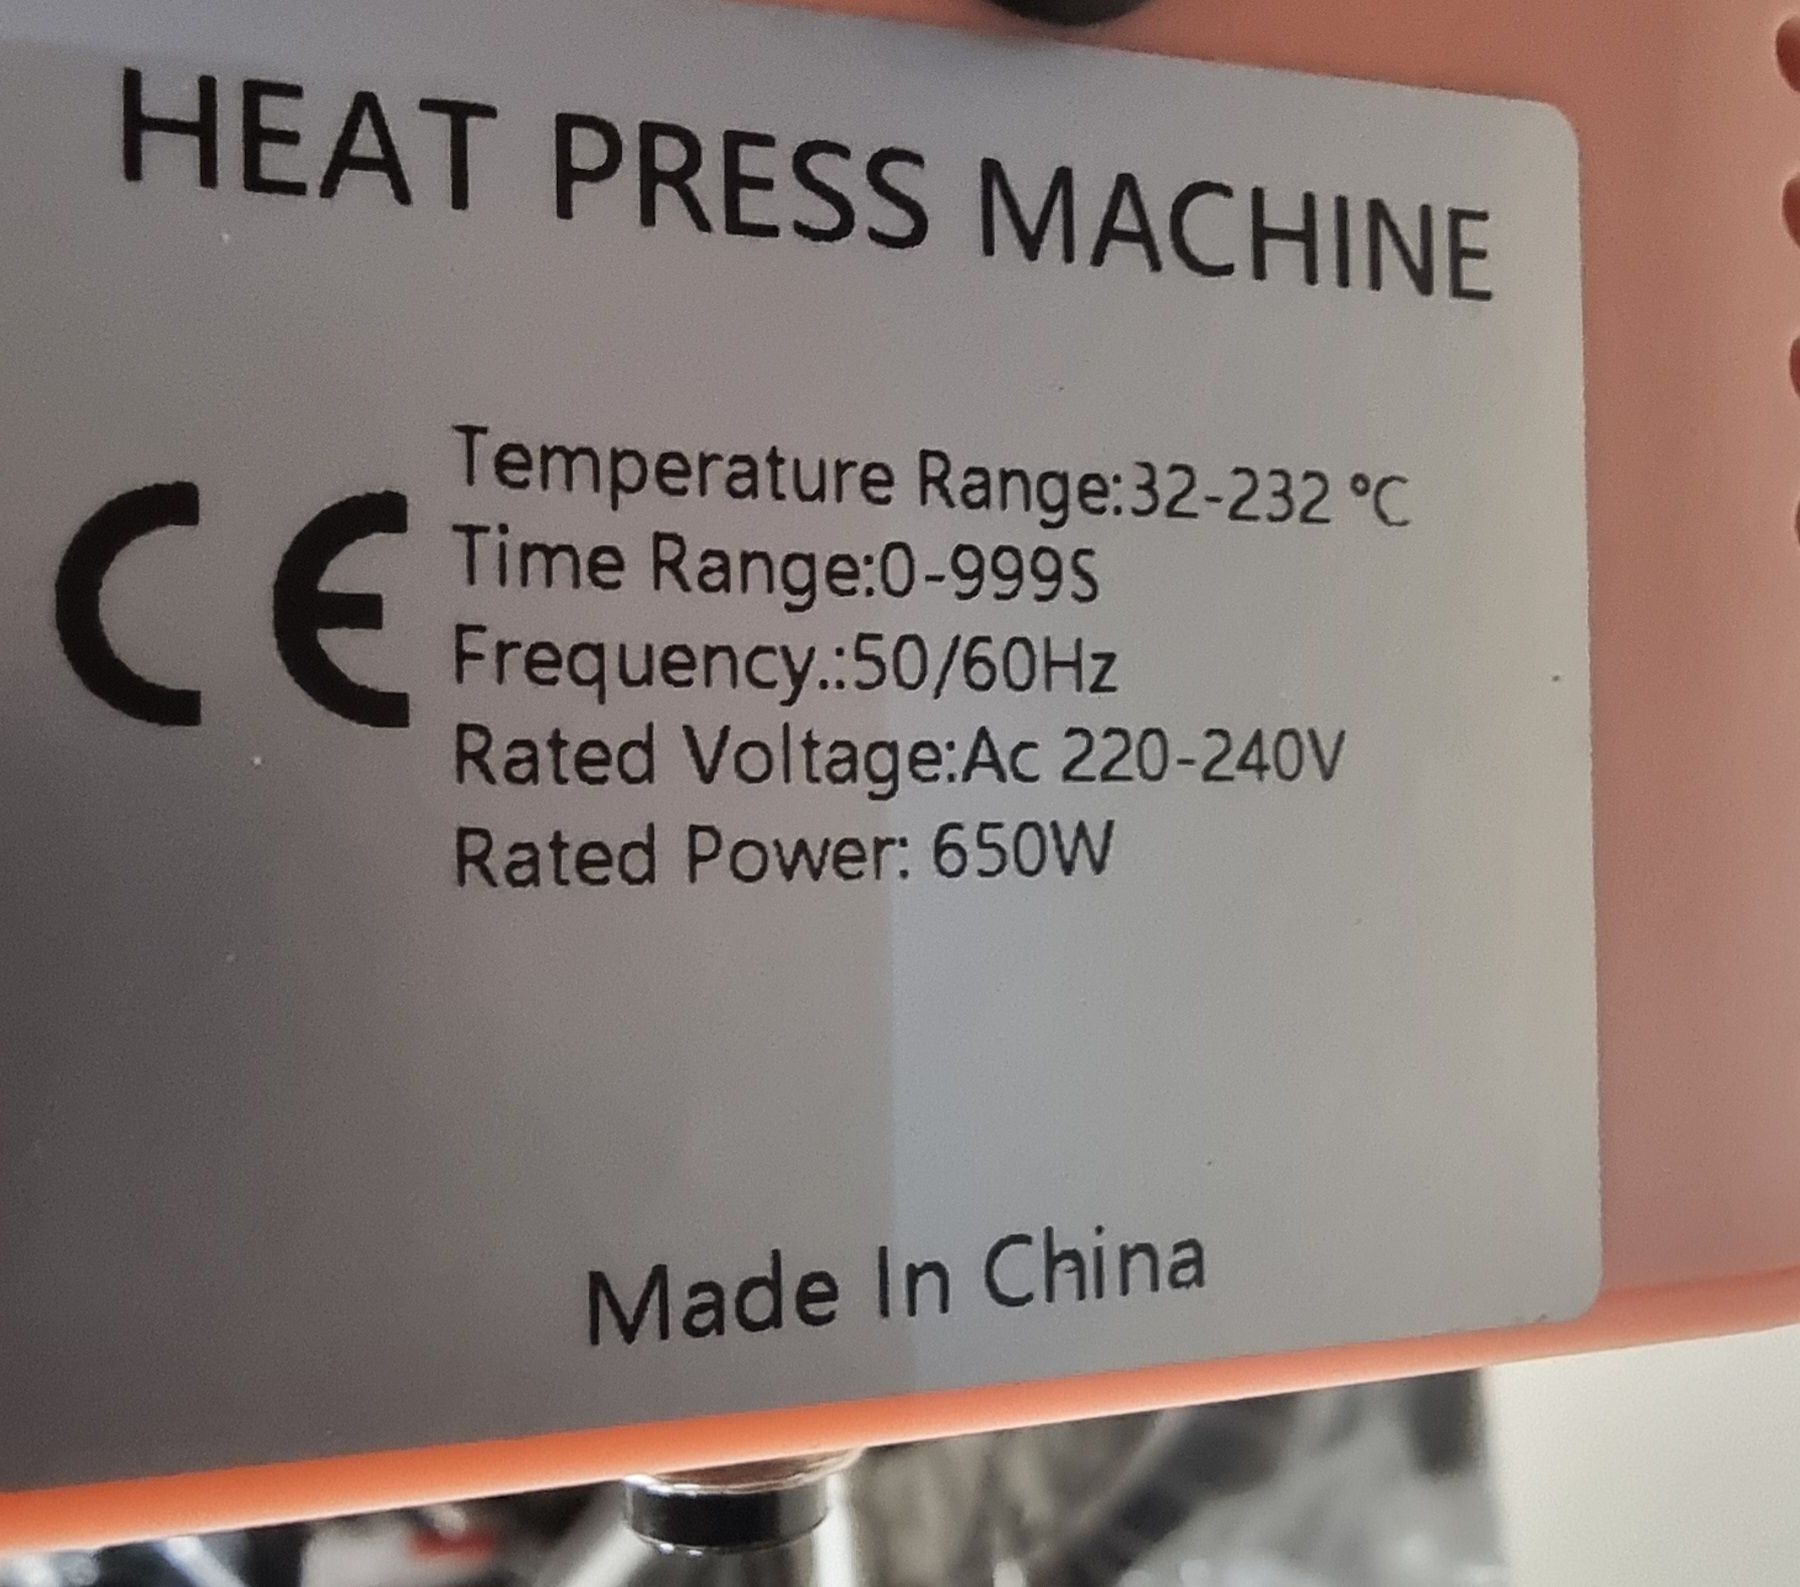 HEAT PRESS MACHINE
CE
Temperature Range:32-232 °C
Time Range:0-999S
Frequency.:50/60Hz
Rated Voltage:Ac 220-240V
Rated Power: 650W
Made In China